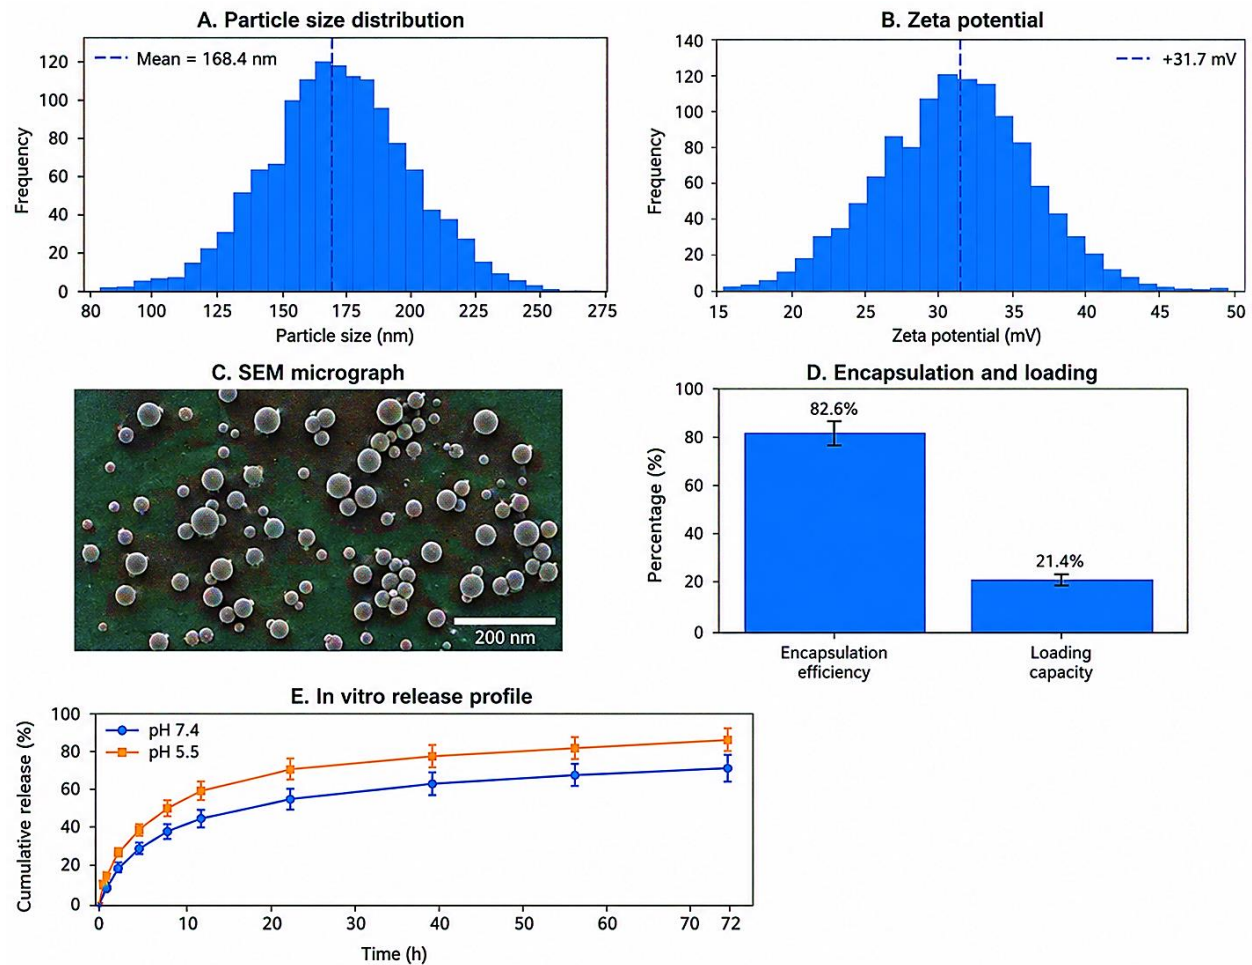 A. Particle size distribution
Mean = 168.4 nm
Frequency
120
100
80
60
40
20
0
80 100 125 150 175 200 225 250 275
Particle size (nm)
B. Zeta potential
+31.7 mV
Frequency
140
120
100
80
60
40
20
0
15 20 25 30 35 40 45 50
Zeta potential (mV)
C. SEM micrograph
200 nm
D. Encapsulation and loading
Percentage (%)
100
80
60
40
20
0
82.6%
21.4%
Encapsulation
efficiency
Loading
capacity
E. In vitro release profile
pH 7.4
pH 5.5
Cumulative release (%)
100
80
60
40
20
0
0 10 20 30 40 50 60 70 72
Time (h)